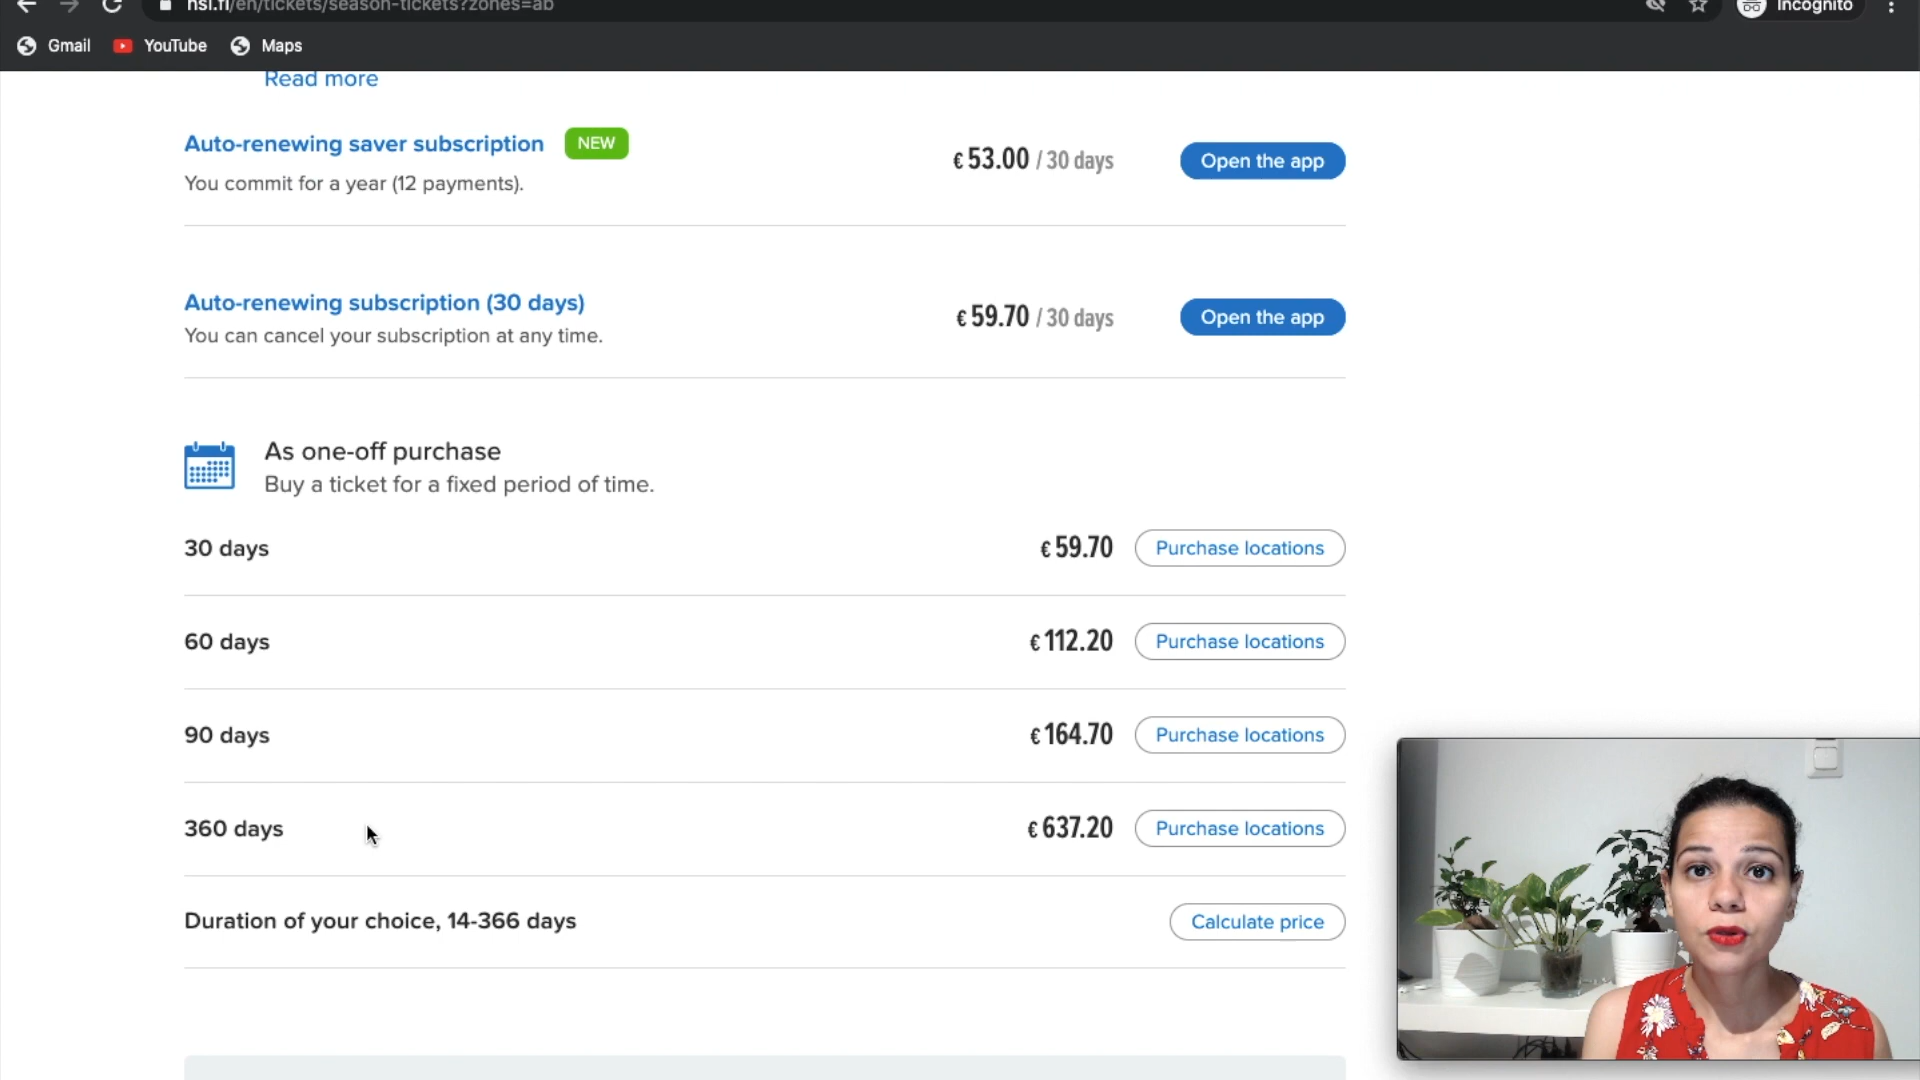 hsl.fi/en/tickets/season-tickets?zones=ab
Incognito
Gmail
YouTube
Maps
Read more
Auto-renewing saver subscription
NEW
You commit for a year (12 payments).
€ 53.00 / 30 days
Open the app
Auto-renewing subscription (30 days)
You can cancel your subscription at any time.
€ 59.70 / 30 days
Open the app
As one-off purchase
Buy a ticket for a fixed period of time.
30 days
€ 59.70
Purchase locations
60 days
€ 112.20
Purchase locations
90 days
€ 164.70
Purchase locations
360 days
€ 637.20
Purchase locations
Duration of your choice, 14-366 days
Calculate price